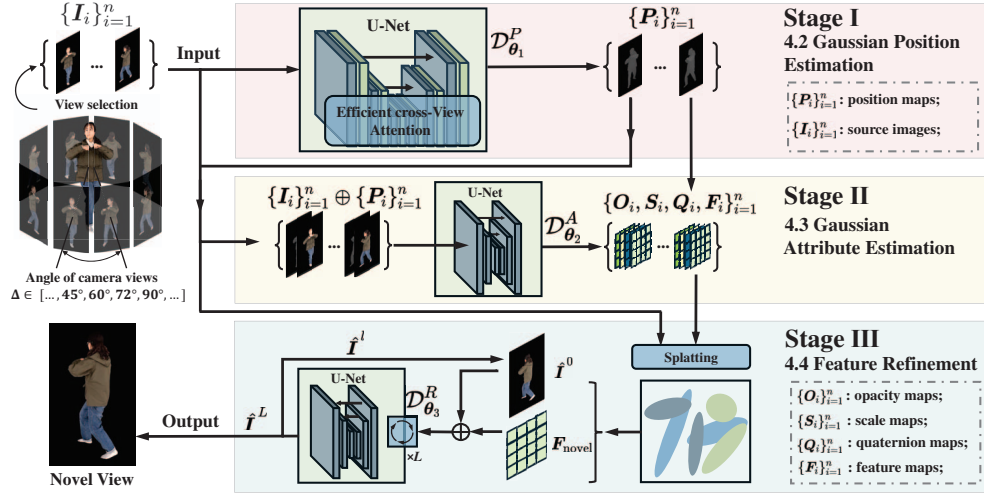 {I_i}_{i=1}^n
Input
View selection
Angle of camera views
Δ ∈ [..., 45°, 60°, 72°, 90°, ...]
U-Net
Efficient cross-View
Attention
𝒟_{θ_1}^P
{P_i}_{i=1}^n
Stage I
4.2 Gaussian Position
Estimation
{P_i}_{i=1}^n : position maps;
{I_i}_{i=1}^n : source images;
{I_i}_{i=1}^n ⊕ {P_i}_{i=1}^n
U-Net
𝒟_{θ_2}^A
{O_i, S_i, Q_i, F_i}_{i=1}^n
Stage II
4.3 Gaussian
Attribute Estimation
Novel View
Output
Î^L
Î^l
U-Net
𝒟_{θ_3}^R
×L
Î^0
F_novel
Splatting
Stage III
4.4 Feature Refinement
{O_i}_{i=1}^n : opacity maps;
{S_i}_{i=1}^n : scale maps;
{Q_i}_{i=1}^n : quaternion maps;
{F_i}_{i=1}^n : feature maps;